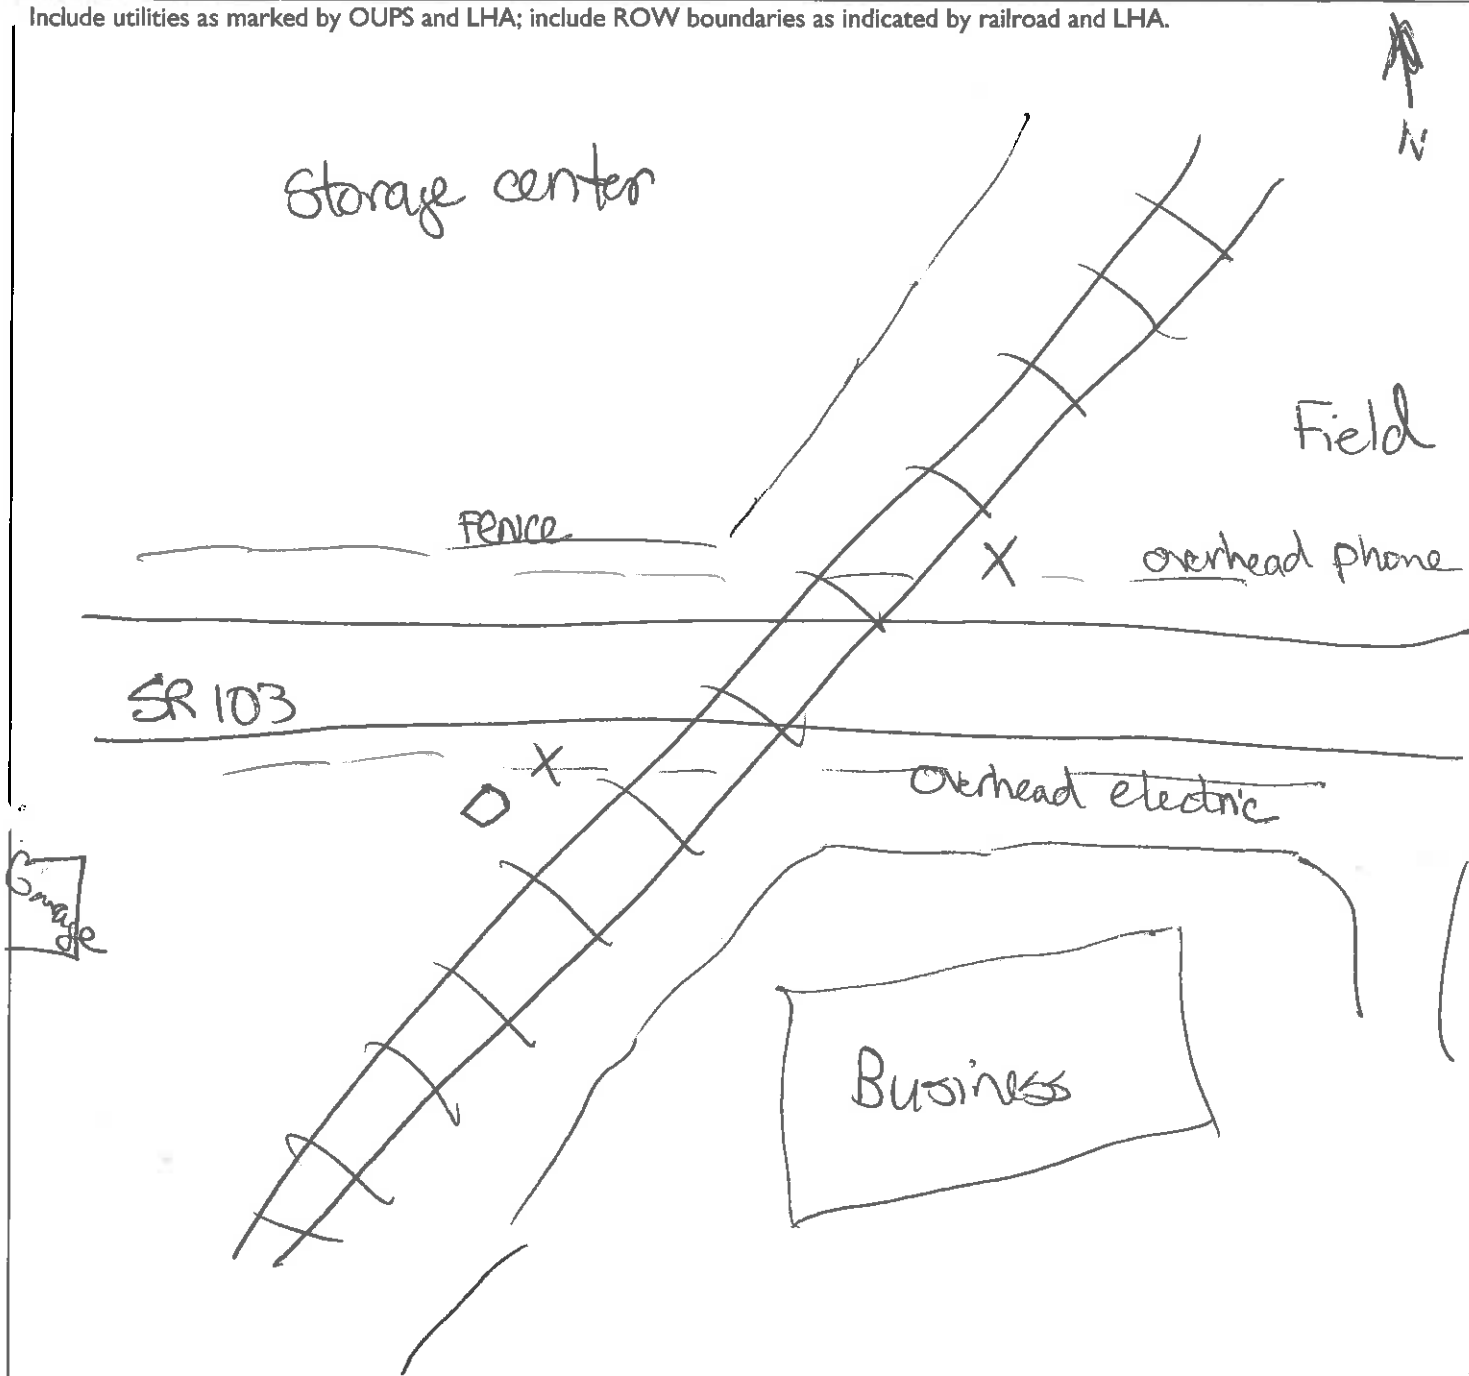 Include utilities as marked by OUPS and LHA; include ROW boundaries as indicated by railroad and LHA.
N
Storage center
Field
Fence
X
overhead phone
SR 103
X
Overhead electric
Garage
Business